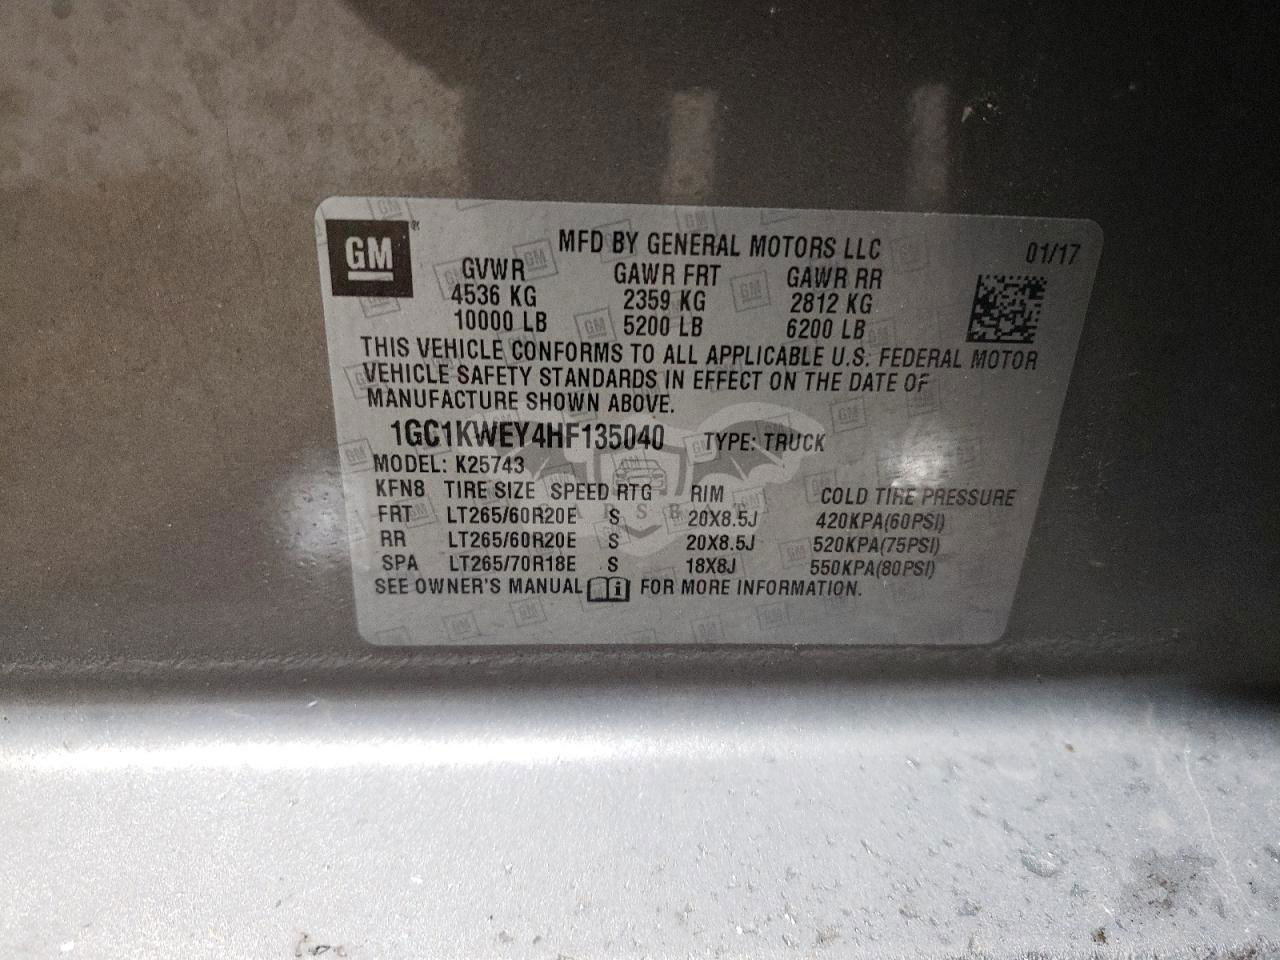 GM
MFD BY GENERAL MOTORS LLC 01/17
GVWR GAWR FRT GAWR RR
4536 KG 2359 KG 2812 KG
10000 LB 5200 LB 6200 LB
THIS VEHICLE CONFORMS TO ALL APPLICABLE U.S. FEDERAL MOTOR
VEHICLE SAFETY STANDARDS IN EFFECT ON THE DATE OF
MANUFACTURE SHOWN ABOVE.
1GC1KWEY4HF135040 TYPE: TRUCK
MODEL: K25743
KFN8 TIRE SIZE SPEED RTG RIM COLD TIRE PRESSURE
FRT LT265/60R20E S 20X8.5J 420KPA(60PSI)
RR LT265/60R20E S 20X8.5J 520KPA(75PSI)
SPA LT265/70R18E S 18X8J 550KPA(80PSI)
SEE OWNER'S MANUAL FOR MORE INFORMATION.